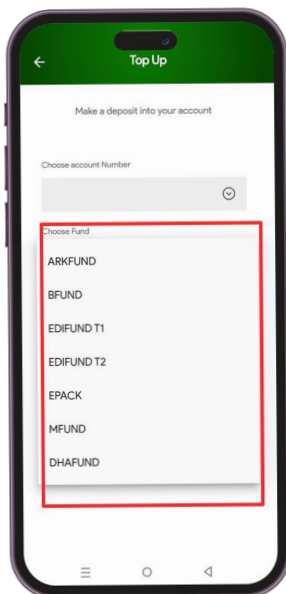 Top Up
Make a deposit into your account
Choose account Number
Choose Fund
ARKFUND
BFUND
EDIFUND T1
EDIFUND T2
EPACK
MFUND
DHAFUND